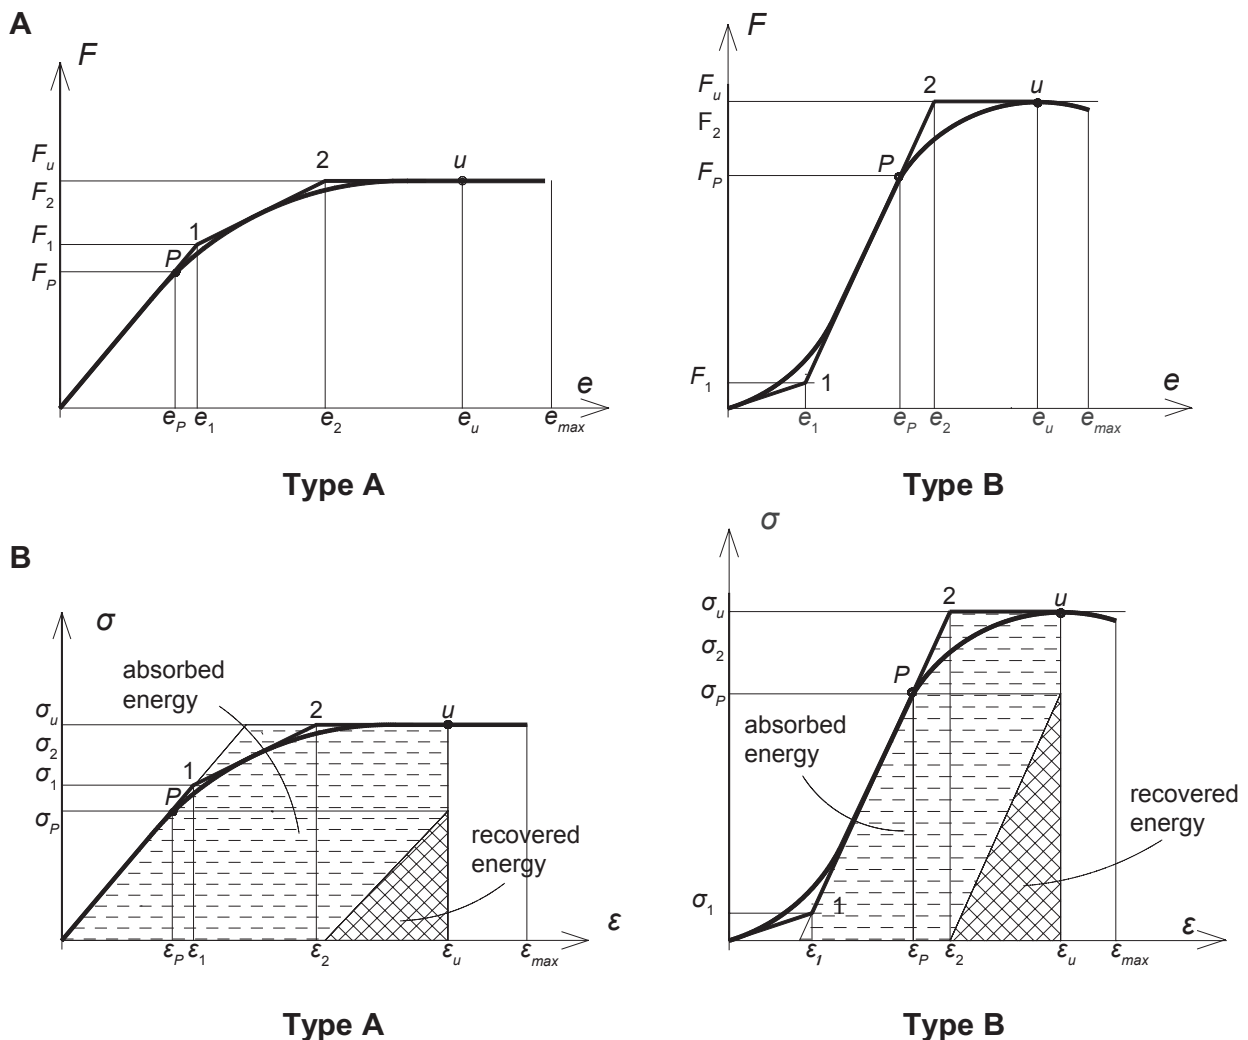 A
F
F_u
F_2
F_1
F_P
P
1
2
u
e
e_P e_1 e_2 e_u e_max
Type A
F
F_u
F_2
F_P
F_1
P
1
2
u
e
e_1 e_P e_2 e_u e_max
Type B
B
σ
absorbed
energy
σ_u
σ_2
σ_1
σ_P
P
1
2
u
recovered
energy
ε
ε_P ε_1 ε_2 ε_u ε_max
Type A
σ
σ_u
σ_2
σ_P
σ_1
P
1
2
u
absorbed
energy
recovered
energy
ε
ε_1 ε_P ε_2 ε_u ε_max
Type B